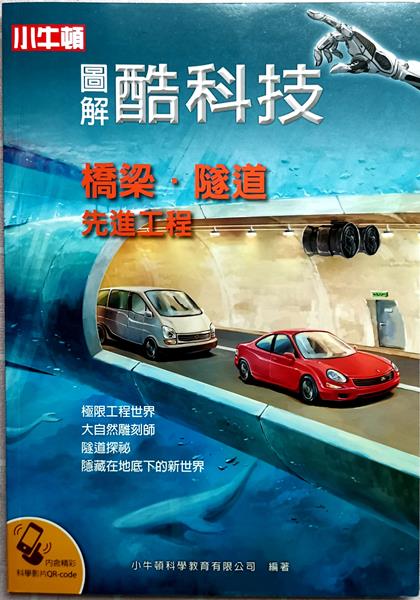 小牛頓
圖解
酷科技
橋梁·隧道
先進工程
極限工程世界
大自然雕刻師
隧道探祕
隱藏在地底下的新世界
內含精彩
科學影片QR-code
小牛頓科學教育有限公司 編著